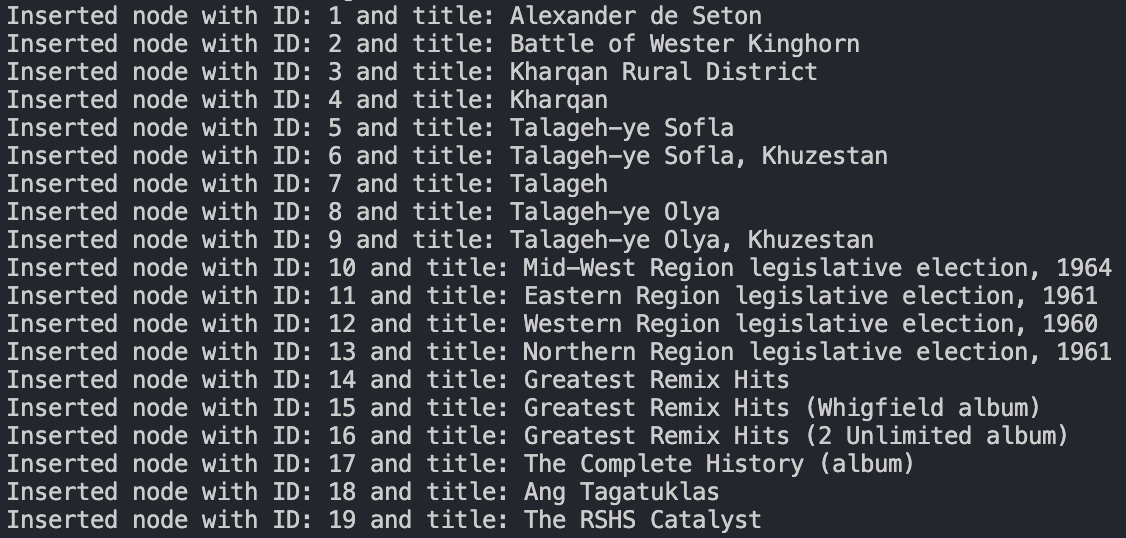 Inserted node with ID: 1 and title: Alexander de Seton
Inserted node with ID: 2 and title: Battle of Wester Kinghorn
Inserted node with ID: 3 and title: Kharqan Rural District
Inserted node with ID: 4 and title: Kharqan
Inserted node with ID: 5 and title: Talageh-ye Sofla
Inserted node with ID: 6 and title: Talageh-ye Sofla, Khuzestan
Inserted node with ID: 7 and title: Talageh
Inserted node with ID: 8 and title: Talageh-ye Olya
Inserted node with ID: 9 and title: Talageh-ye Olya, Khuzestan
Inserted node with ID: 10 and title: Mid-West Region legislative election, 1964
Inserted node with ID: 11 and title: Eastern Region legislative election, 1961
Inserted node with ID: 12 and title: Western Region legislative election, 1960
Inserted node with ID: 13 and title: Northern Region legislative election, 1961
Inserted node with ID: 14 and title: Greatest Remix Hits
Inserted node with ID: 15 and title: Greatest Remix Hits (Whigfield album)
Inserted node with ID: 16 and title: Greatest Remix Hits (2 Unlimited album)
Inserted node with ID: 17 and title: The Complete History (album)
Inserted node with ID: 18 and title: Ang Tagatuklas
Inserted node with ID: 19 and title: The RSHS Catalyst